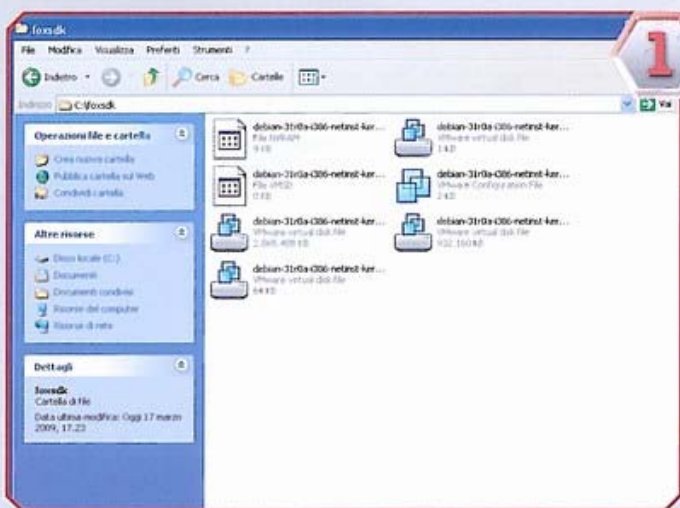 foxsdk
1
File Modifica Visualizza Preferiti Strumenti ?
Indietro Cerca Cartelle
Indirizzo C:\foxsdk Vai
Operazioni file e cartella
Crea nuova cartella
Pubblica cartella sul Web
Condividi cartella
Altre risorse
Disco locale (C:)
Documenti
Documenti condivisi
Risorse del computer
Risorse di rete
Dettagli
foxsdk
Cartella di file
Data ultima modifica: Oggi 17 marzo
2009, 17.23
debian-31r0a-i386-netinst-ker...
File NVRAM
9 KB
debian-31r0a-i386-netinst-ker...
VMware virtual disk file
1 KB
debian-31r0a-i386-netinst-ker...
File VMSD
0 KB
debian-31r0a-i386-netinst-ker...
VMware Configuration File
2 KB
debian-31r0a-i386-netinst-ker...
VMware virtual disk file
debian-31r0a-i386-netinst-ker...
VMware virtual disk file
932.160 KB
debian-31r0a-i386-netinst-ker...
VMware virtual disk file
64 KB